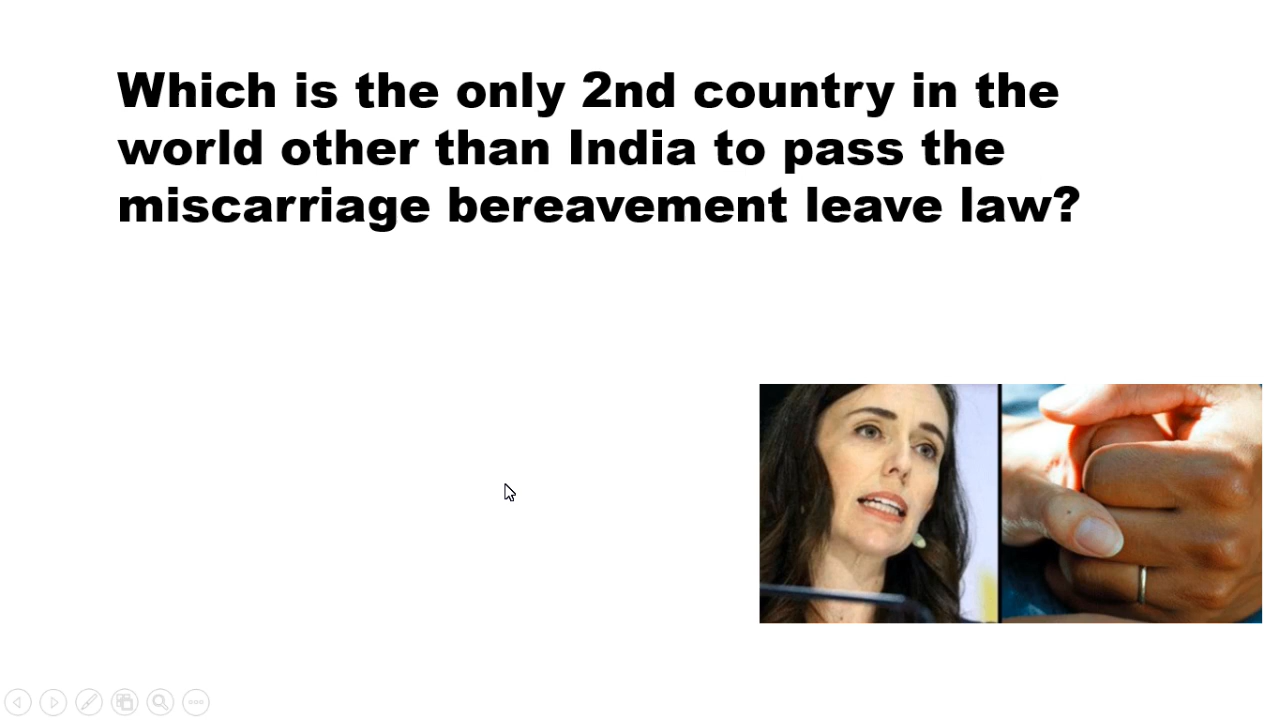 Which is the only 2nd country in the
world other than India to pass the
miscarriage bereavement leave law?